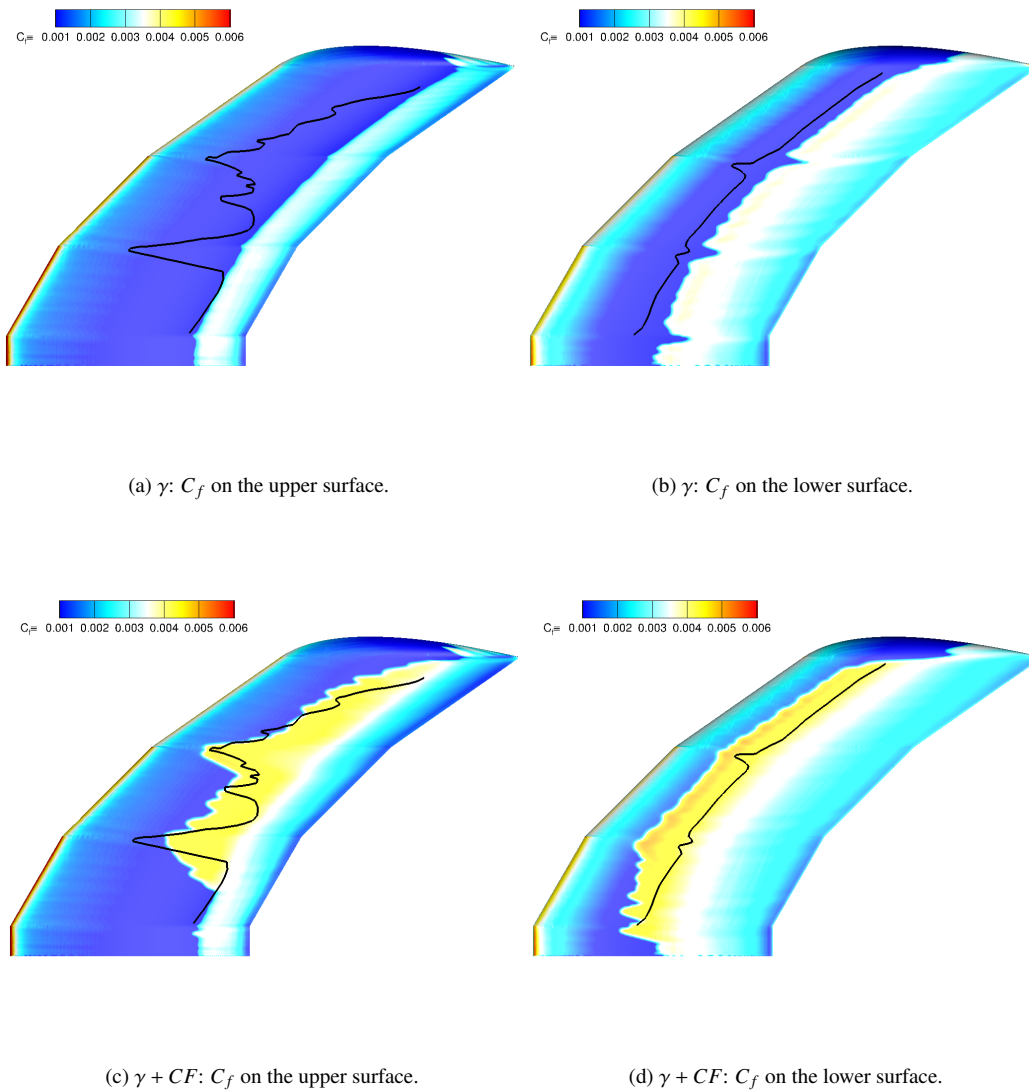 C_f≡ 0.001 0.002 0.003 0.004 0.005 0.006
C_f≡ 0.001 0.002 0.003 0.004 0.005 0.006
(a) γ: C_f on the upper surface.
(b) γ: C_f on the lower surface.
C_f≡ 0.001 0.002 0.003 0.004 0.005 0.006
C_f≡ 0.001 0.002 0.003 0.004 0.005 0.006
(c) γ + CF: C_f on the upper surface.
(d) γ + CF: C_f on the lower surface.